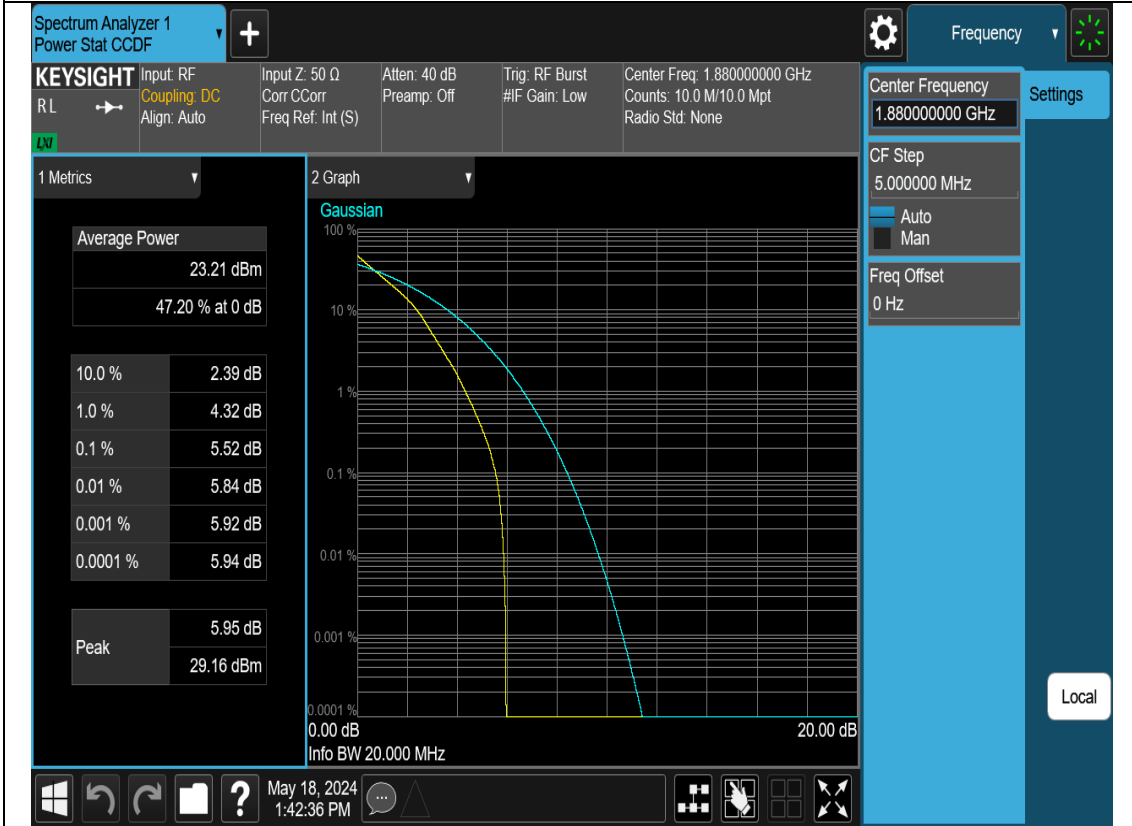 Spectrum Analyzer 1
Power Stat CCDF
+
Frequency
KEYSIGHT
RL
LXI
Input: RF
Coupling: DC
Align: Auto
Input Z: 50 Ω
Corr CCorr
Freq Ref: Int (S)
Atten: 40 dB
Preamp: Off
Trig: RF Burst
#IF Gain: Low
Center Freq: 1.880000000 GHz
Counts: 10.0 M/10.0 Mpt
Radio Std: None
Center Frequency
1.880000000 GHz
Settings
CF Step
5.000000 MHz
Auto
Man
Freq Offset
0 Hz
1 Metrics
Average Power
23.21 dBm
47.20 % at 0 dB
10.0 % 2.39 dB
1.0 % 4.32 dB
0.1 % 5.52 dB
0.01 % 5.84 dB
0.001 % 5.92 dB
0.0001 % 5.94 dB
Peak
5.95 dB
29.16 dBm
2 Graph
Gaussian
100 %
10 %
1 %
0.1 %
0.01 %
0.001 %
0.0001 %
0.00 dB 20.00 dB
Info BW 20.000 MHz
Local
?
May 18, 2024
1:42:36 PM